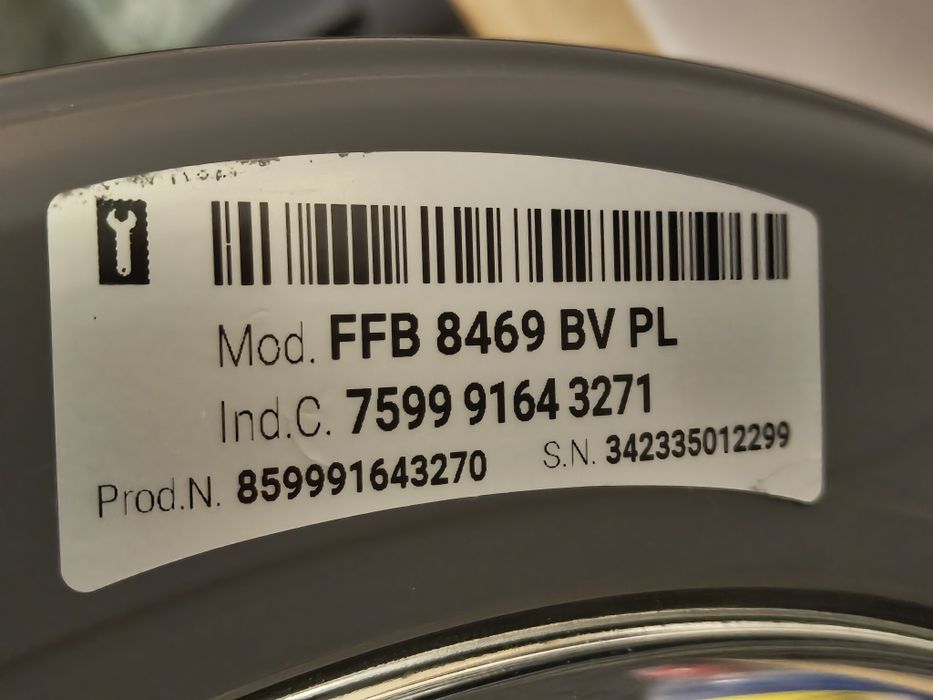 Mod. FFB 8469 BV PL
Ind.C. 7599 9164 3271
Prod.N. 859991643270 S.N. 342335012299